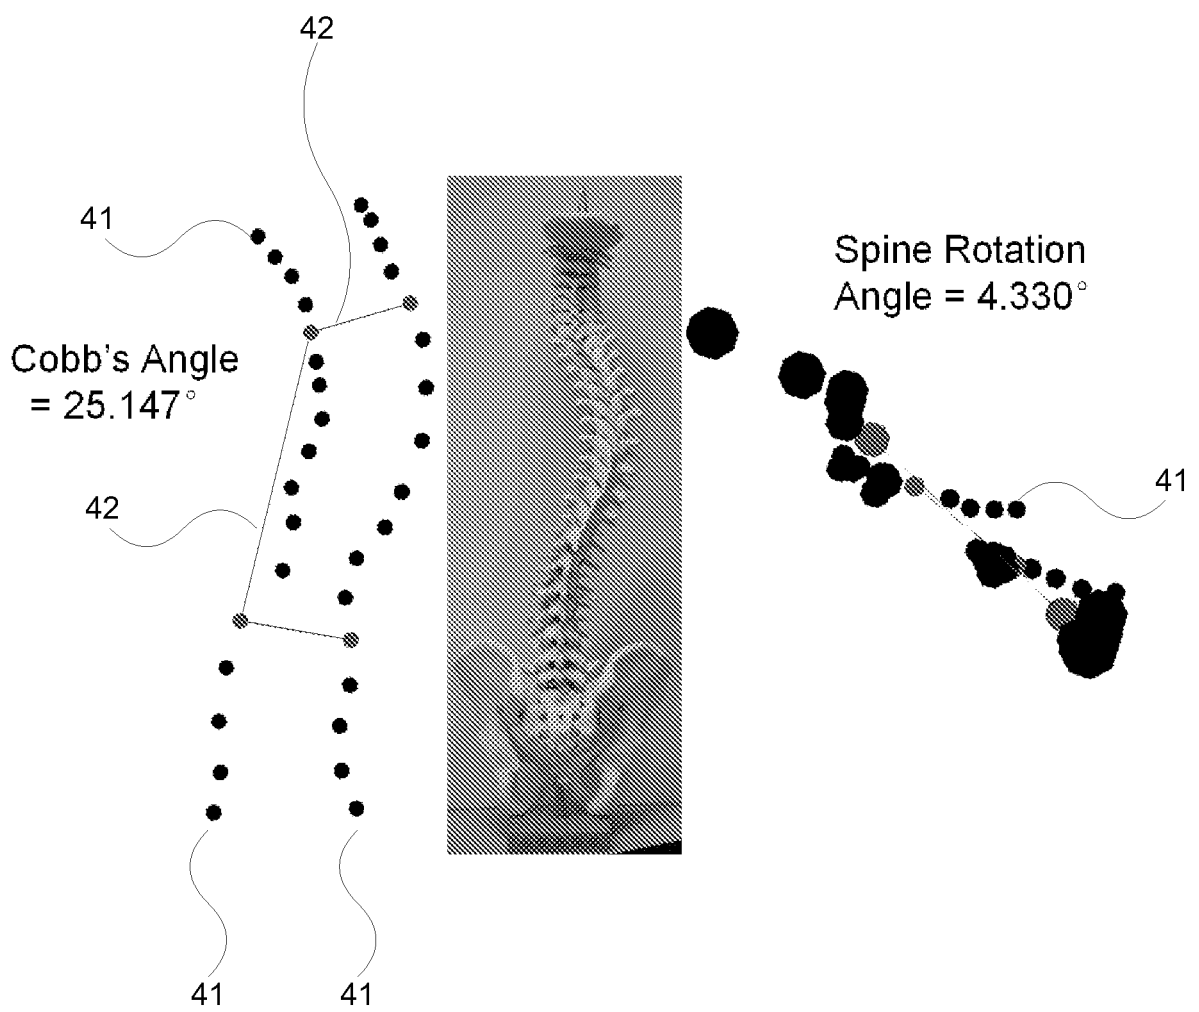 42
41
Spine Rotation
Angle = 4.330°
Cobb's Angle
= 25.147°
41
42
41
41